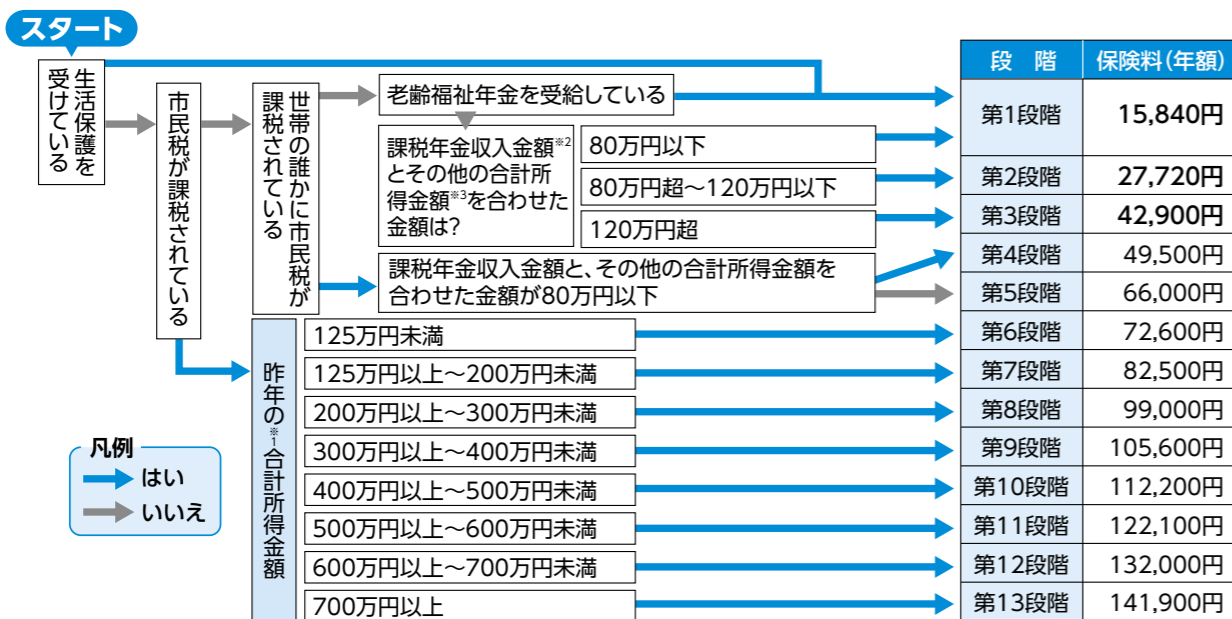 スタート
生活保護を
受けている
市民税が課税されている
世帯の誰かに市民税が
課税されている
老齢福祉年金を受給している
課税年金収入金額※2
とその他の合計所
得金額※3を合わせた
金額は?
80万円以下
80万円超～120万円以下
120万円超
課税年金収入金額と、その他の合計所得金額を
合わせた金額が80万円以下
昨年の※1合計所得金額
125万円未満
125万円以上～200万円未満
200万円以上～300万円未満
300万円以上～400万円未満
400万円以上～500万円未満
500万円以上～600万円未満
600万円以上～700万円未満
700万円以上
凡例
はい
いいえ
段 階 保険料(年額)
第1段階 15,840円
第2段階 27,720円
第3段階 42,900円
第4段階 49,500円
第5段階 66,000円
第6段階 72,600円
第7段階 82,500円
第8段階 99,000円
第9段階 105,600円
第10段階 112,200円
第11段階 122,100円
第12段階 132,000円
第13段階 141,900円